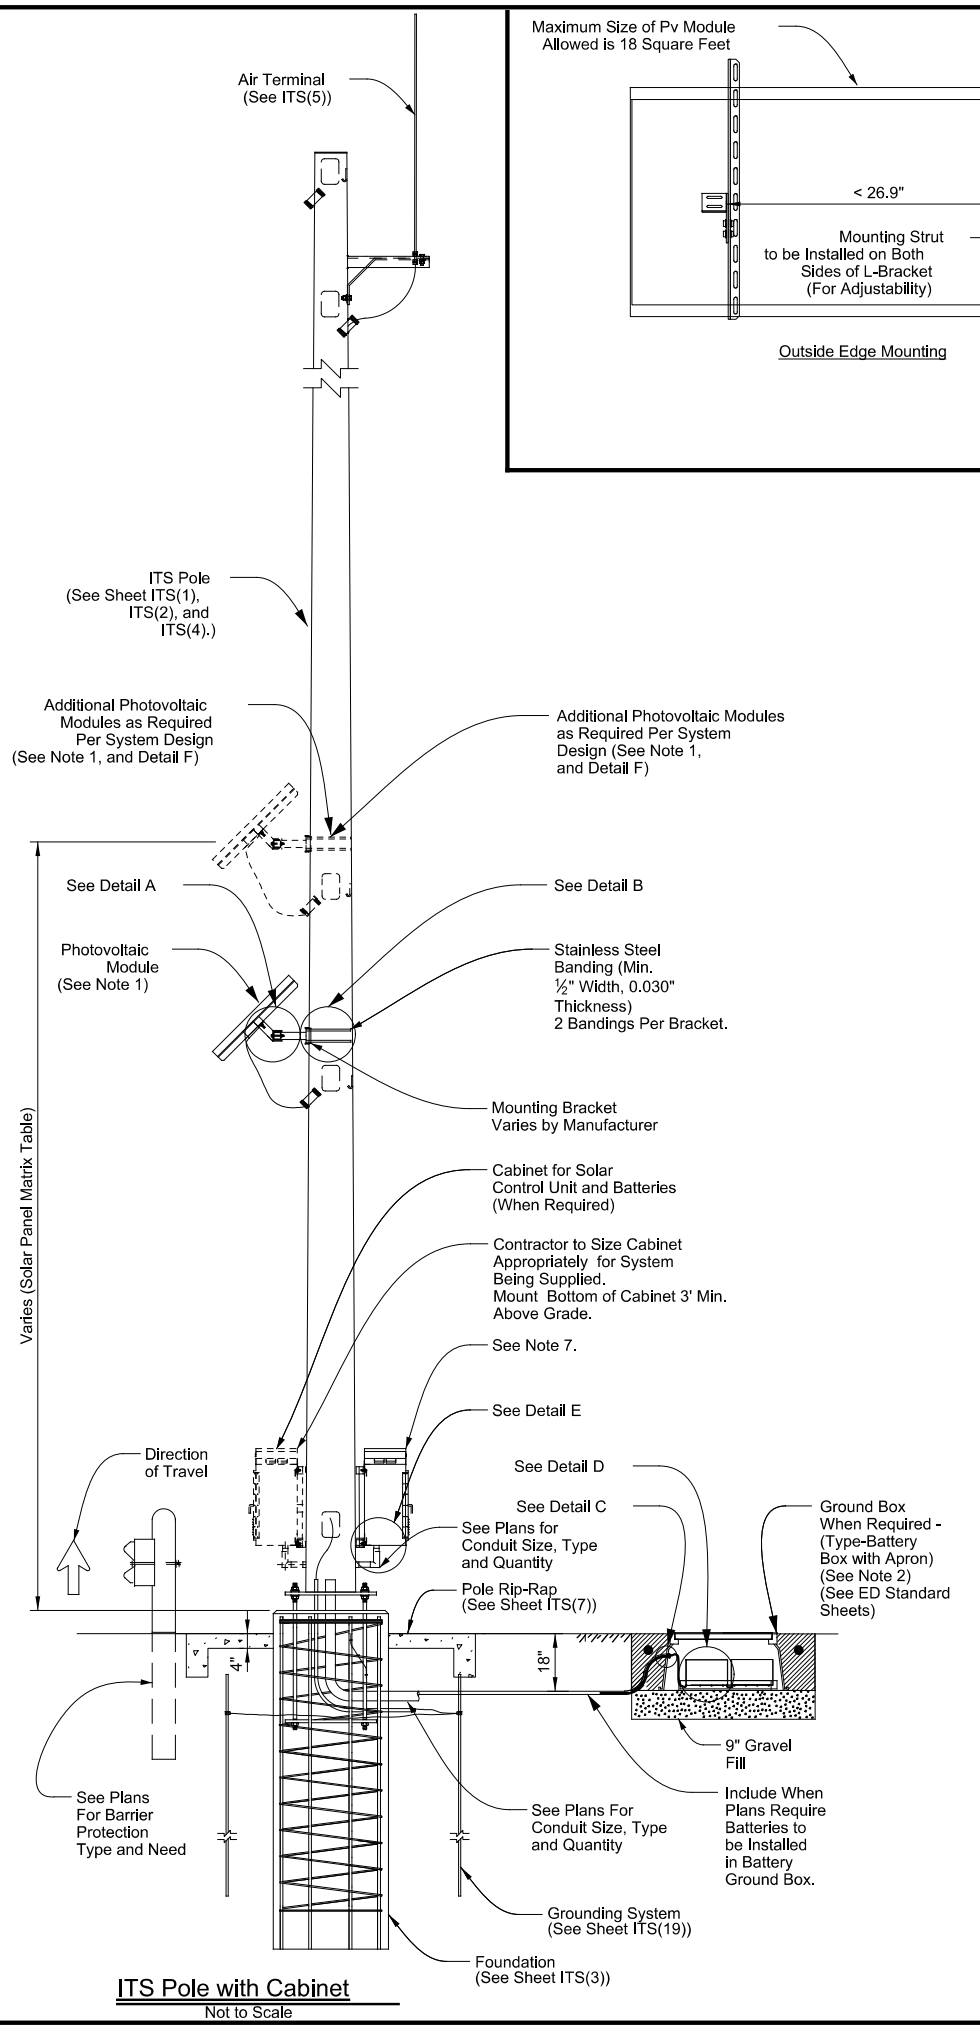 Maximum Size of Pv Module
Allowed is 18 Square Feet
Air Terminal
(See ITS(5))
< 26.9"
Mounting Strut
to be Installed on Both
Sides of L-Bracket
(For Adjustability)
Outside Edge Mounting
ITS Pole
(See Sheet ITS(1),
ITS(2), and
ITS(4).)
Additional Photovoltaic
Modules as Required
Per System Design
(See Note 1, and Detail F)
Additional Photovoltaic Modules
as Required Per System
Design (See Note 1,
and Detail F)
See Detail A
See Detail B
Photovoltaic
Module
(See Note 1)
Stainless Steel
Banding (Min.
½" Width, 0.030"
Thickness)
2 Bandings Per Bracket.
Mounting Bracket
Varies by Manufacturer
Varies (Solar Panel Matrix Table)
Cabinet for Solar
Control Unit and Batteries
(When Required)
Contractor to Size Cabinet
Appropriately for System
Being Supplied.
Mount Bottom of Cabinet 3' Min.
Above Grade.
See Note 7.
See Detail E
Direction
of Travel
See Detail D
See Detail C
See Plans for
Conduit Size, Type
and Quantity
Ground Box
When Required -
(Type-Battery
Box with Apron)
(See Note 2)
(See ED Standard
Sheets)
Pole Rip-Rap
(See Sheet ITS(7))
4"
18"
9" Gravel
Fill
See Plans
For Barrier
Protection
Type and Need
See Plans For
Conduit Size, Type
and Quantity
Include When
Plans Require
Batteries to
be Installed
in Battery
Ground Box.
Grounding System
(See Sheet ITS(19))
Foundation
(See Sheet ITS(3))
ITS Pole with Cabinet
Not to Scale